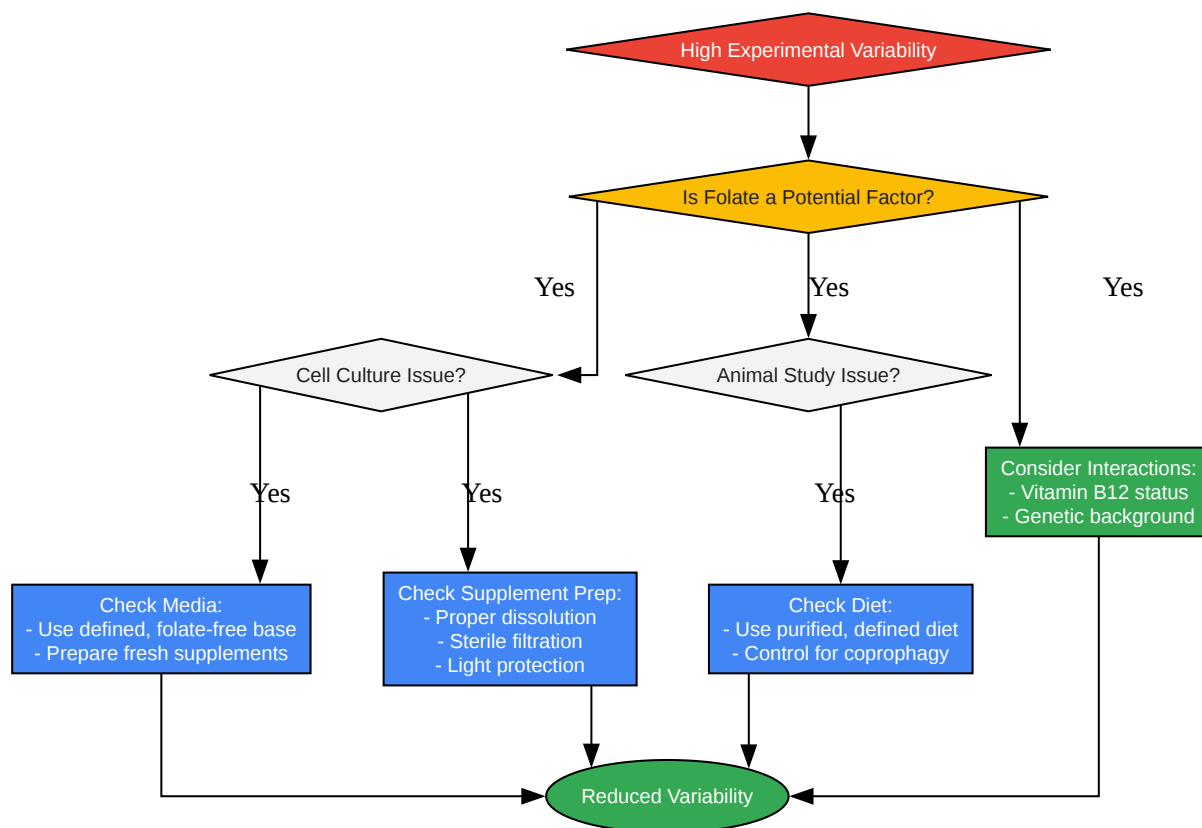 High Experimental Variability
Is Folate a Potential Factor?
Yes
Yes
Yes
Cell Culture Issue?
Animal Study Issue?
Consider Interactions:
- Vitamin B12 status
- Genetic background
Yes
Yes
Yes
Check Media:
- Use defined, folate-free base
- Prepare fresh supplements
Check Supplement Prep:
- Proper dissolution
- Sterile filtration
- Light protection
Check Diet:
- Use purified, defined diet
- Control for coprophagy
Reduced Variability